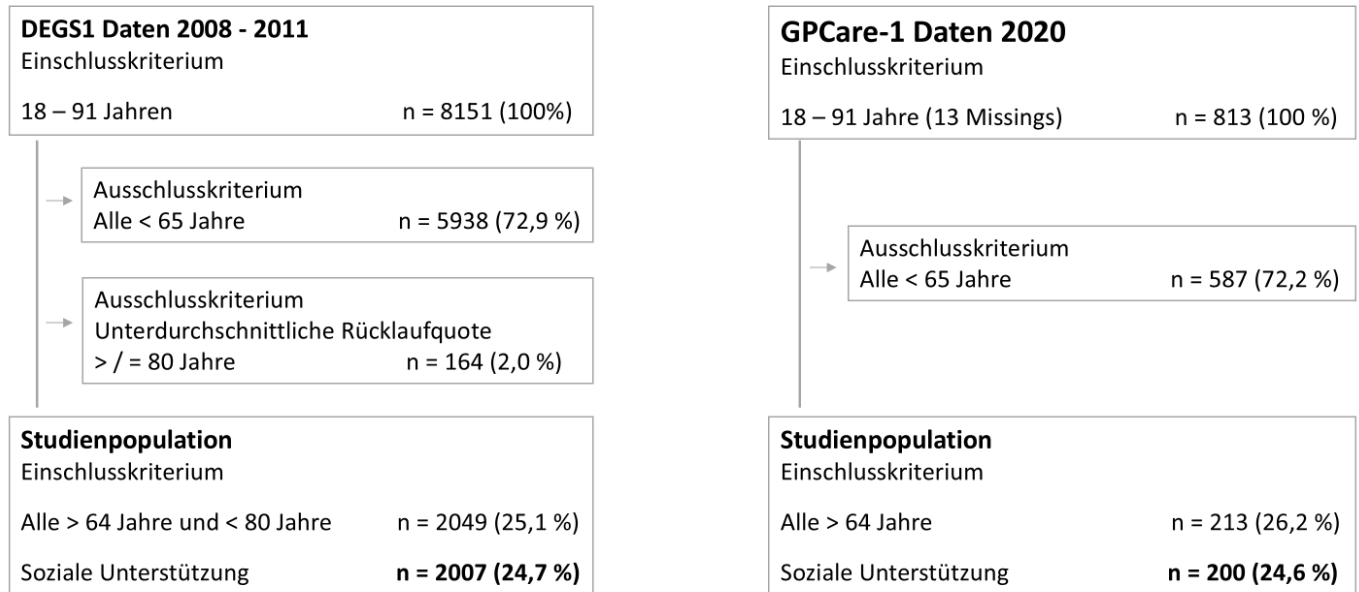 DEGS1 Daten 2008 - 2011
Einschlusskriterium
18 – 91 Jahren n = 8151 (100%)
Ausschlusskriterium
Alle < 65 Jahre n = 5938 (72,9 %)
Ausschlusskriterium
Unterdurchschnittliche Rücklaufquote
> / = 80 Jahre n = 164 (2,0 %)
Studienpopulation
Einschlusskriterium
Alle > 64 Jahre und < 80 Jahre n = 2049 (25,1 %)
Soziale Unterstützung n = 2007 (24,7 %)
GPCare-1 Daten 2020
Einschlusskriterium
18 – 91 Jahre (13 Missings) n = 813 (100 %)
Ausschlusskriterium
Alle < 65 Jahre n = 587 (72,2 %)
Studienpopulation
Einschlusskriterium
Alle > 64 Jahre n = 213 (26,2 %)
Soziale Unterstützung n = 200 (24,6 %)